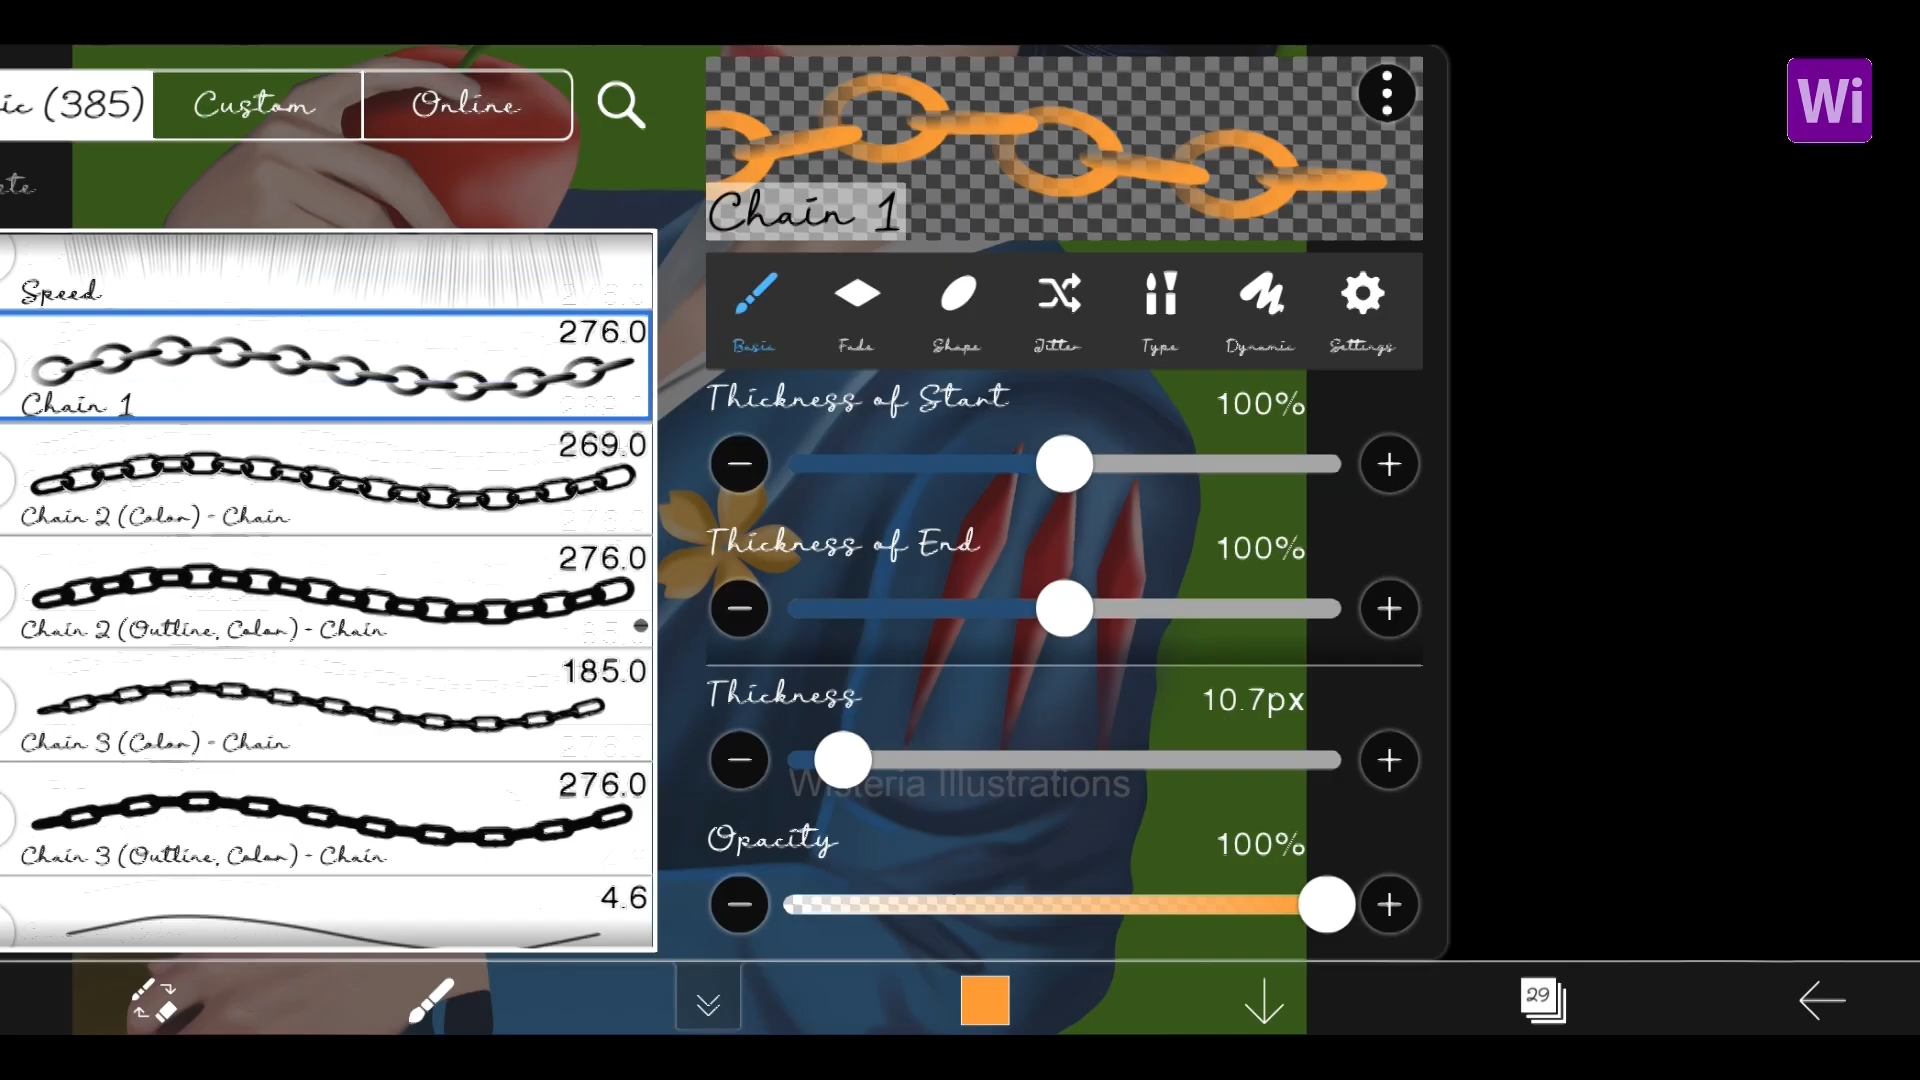 ic (385)
Custom
Online
Wi
Speed
276.0
Chain 1
269.0
Chain 2 (Color) - Chain
276.0
Chain 2 (Outline, Color) - Chain
185.0
Chain 3 (Color) - Chain
276.0
Chain 3 (Outline, Color) - Chain
4.6
Chain 1
Basic
Fade
Shape
Jitter
Type
Dynamic
Settings
Thickness of Start
100%
Thickness of End
100%
Thickness
10.7px
Wisteria Illustrations
Opacity
100%
29